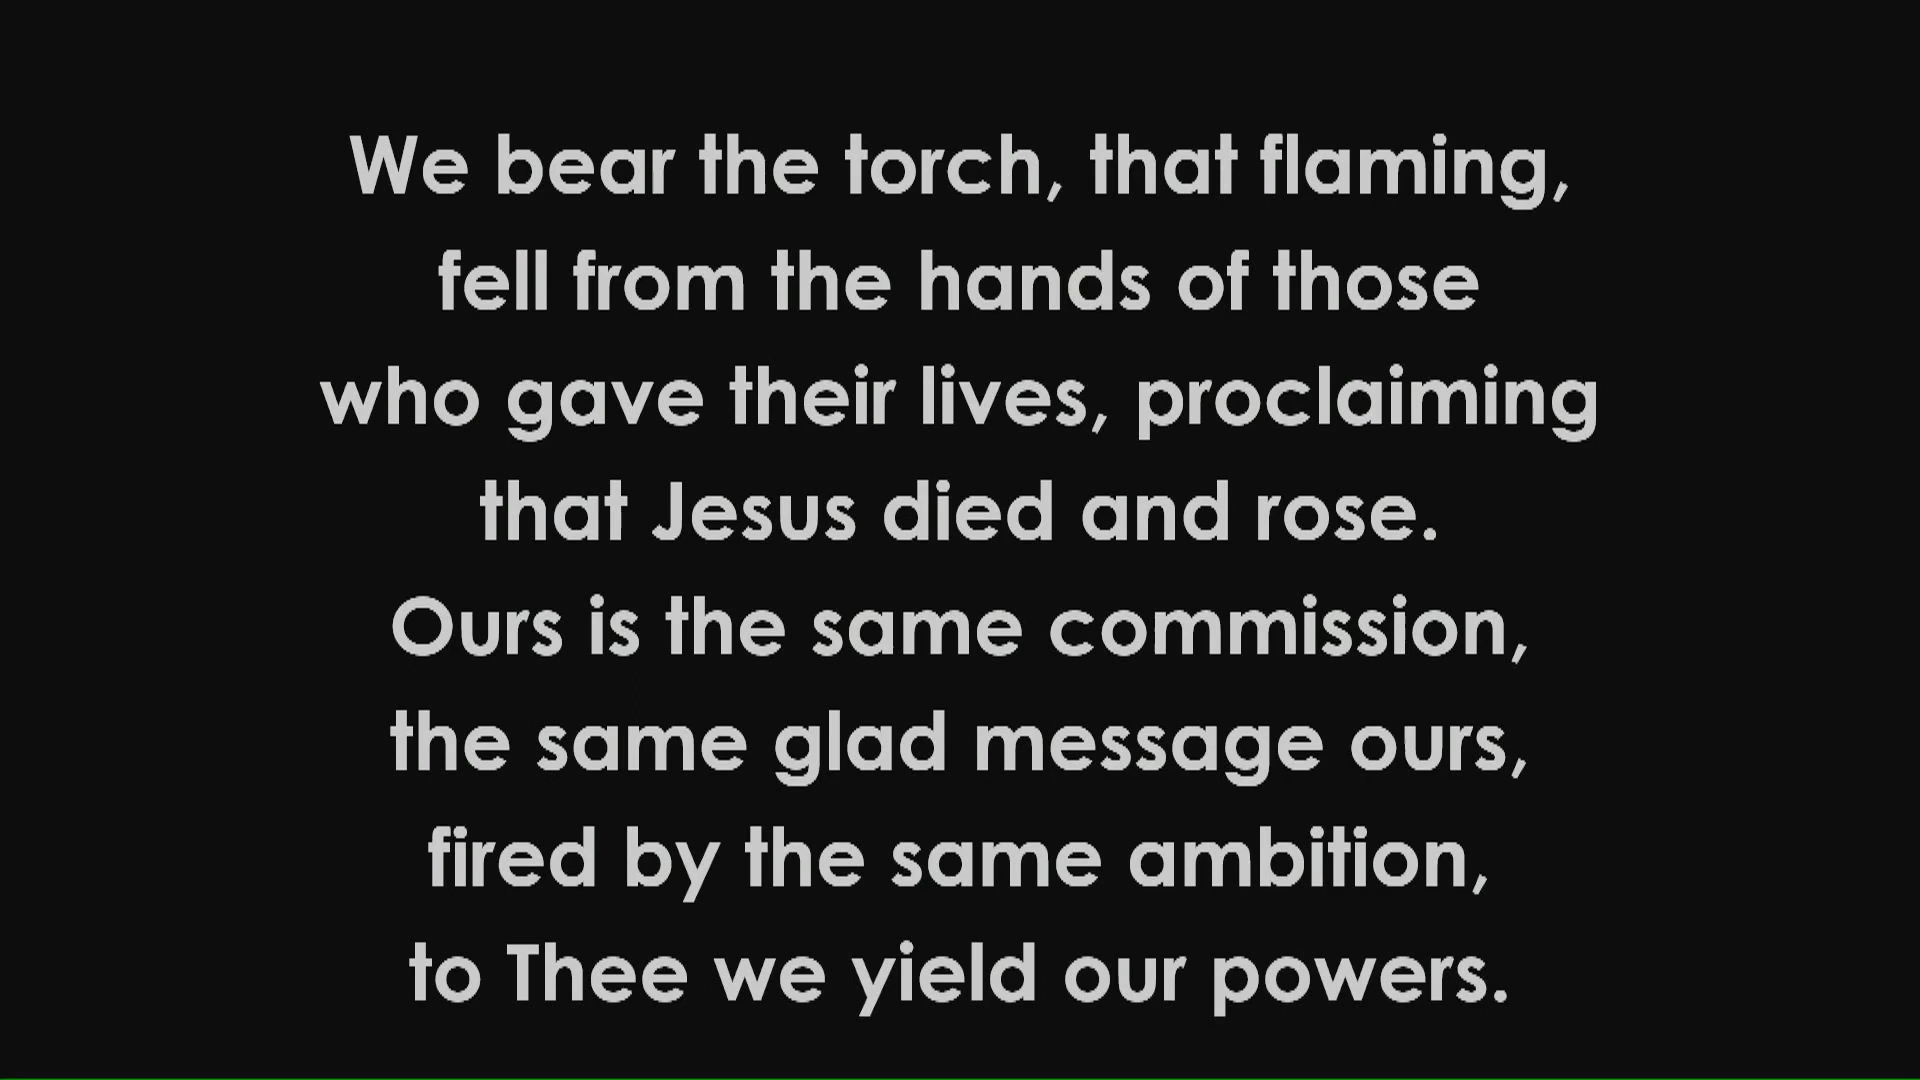 We bear the torch, that flaming,
fell from the hands of those
who gave their lives, proclaiming
that Jesus died and rose.
Ours is the same commission,
the same glad message ours,
fired by the same ambition,
to Thee we yield our powers.